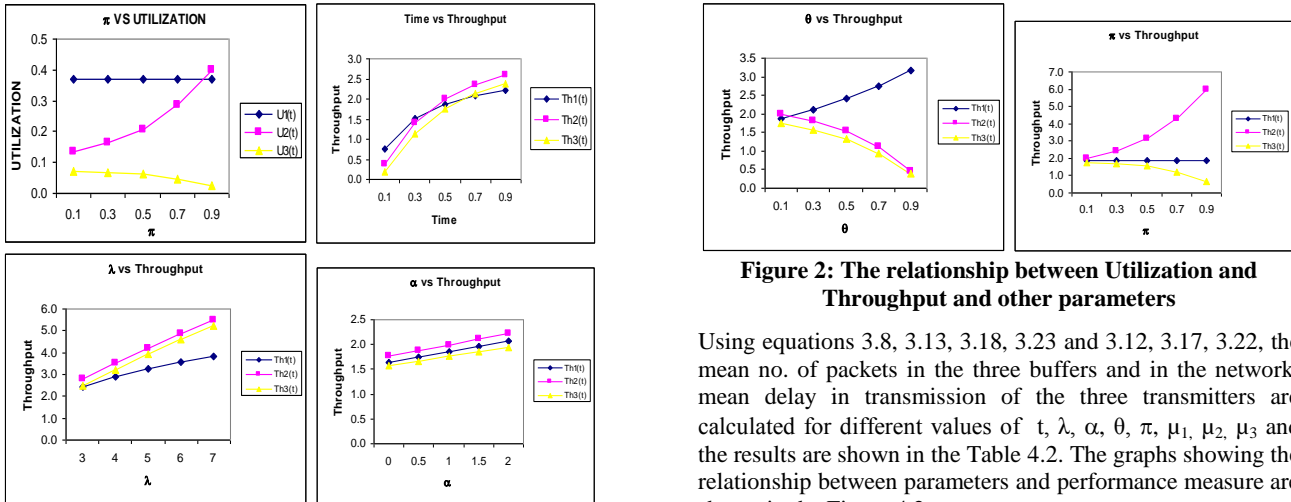 π VS UTILIZATION
0.5
0.4
0.3
0.2
0.1
0.0
UTILIZATION
0.1 0.3 0.5 0.7 0.9
π
U1(t)
U2(t)
U3(t)
Time vs Throughput
3.0
2.5
2.0
1.5
1.0
0.5
0.0
Throughput
0.1 0.3 0.5 0.7 0.9
Time
Th1(t)
Th2(t)
Th3(t)
λ vs Throughput
6.0
5.0
4.0
3.0
2.0
1.0
0.0
Throughput
3 4 5 6 7
λ
Th1(t)
Th2(t)
Th3(t)
α vs Throughput
2.5
2.0
1.5
1.0
0.5
0.0
Throughput
0 0.5 1 1.5 2
α
Th1(t)
Th2(t)
Th3(t)
θ vs Throughput
3.5
3.0
2.5
2.0
1.5
1.0
0.5
0.0
Throughput
0.1 0.3 0.5 0.7 0.9
θ
Th1(t)
Th2(t)
Th3(t)
π vs Throughput
7.0
6.0
5.0
4.0
3.0
2.0
1.0
0.0
Throughput
0.1 0.3 0.5 0.7 0.9
π
Th1(t)
Th2(t)
Th3(t)
Figure 2: The relationship between Utilization and
Throughput and other parameters
Using equations 3.8, 3.13, 3.18, 3.23 and 3.12, 3.17, 3.22, the
mean no. of packets in the three buffers and in the network,
mean delay in transmission of the three transmitters are
calculated for different values of t, λ, α, θ, π, μ1, μ2, μ3 and
the results are shown in the Table 4.2. The graphs showing the
relationship between parameters and performance measure are